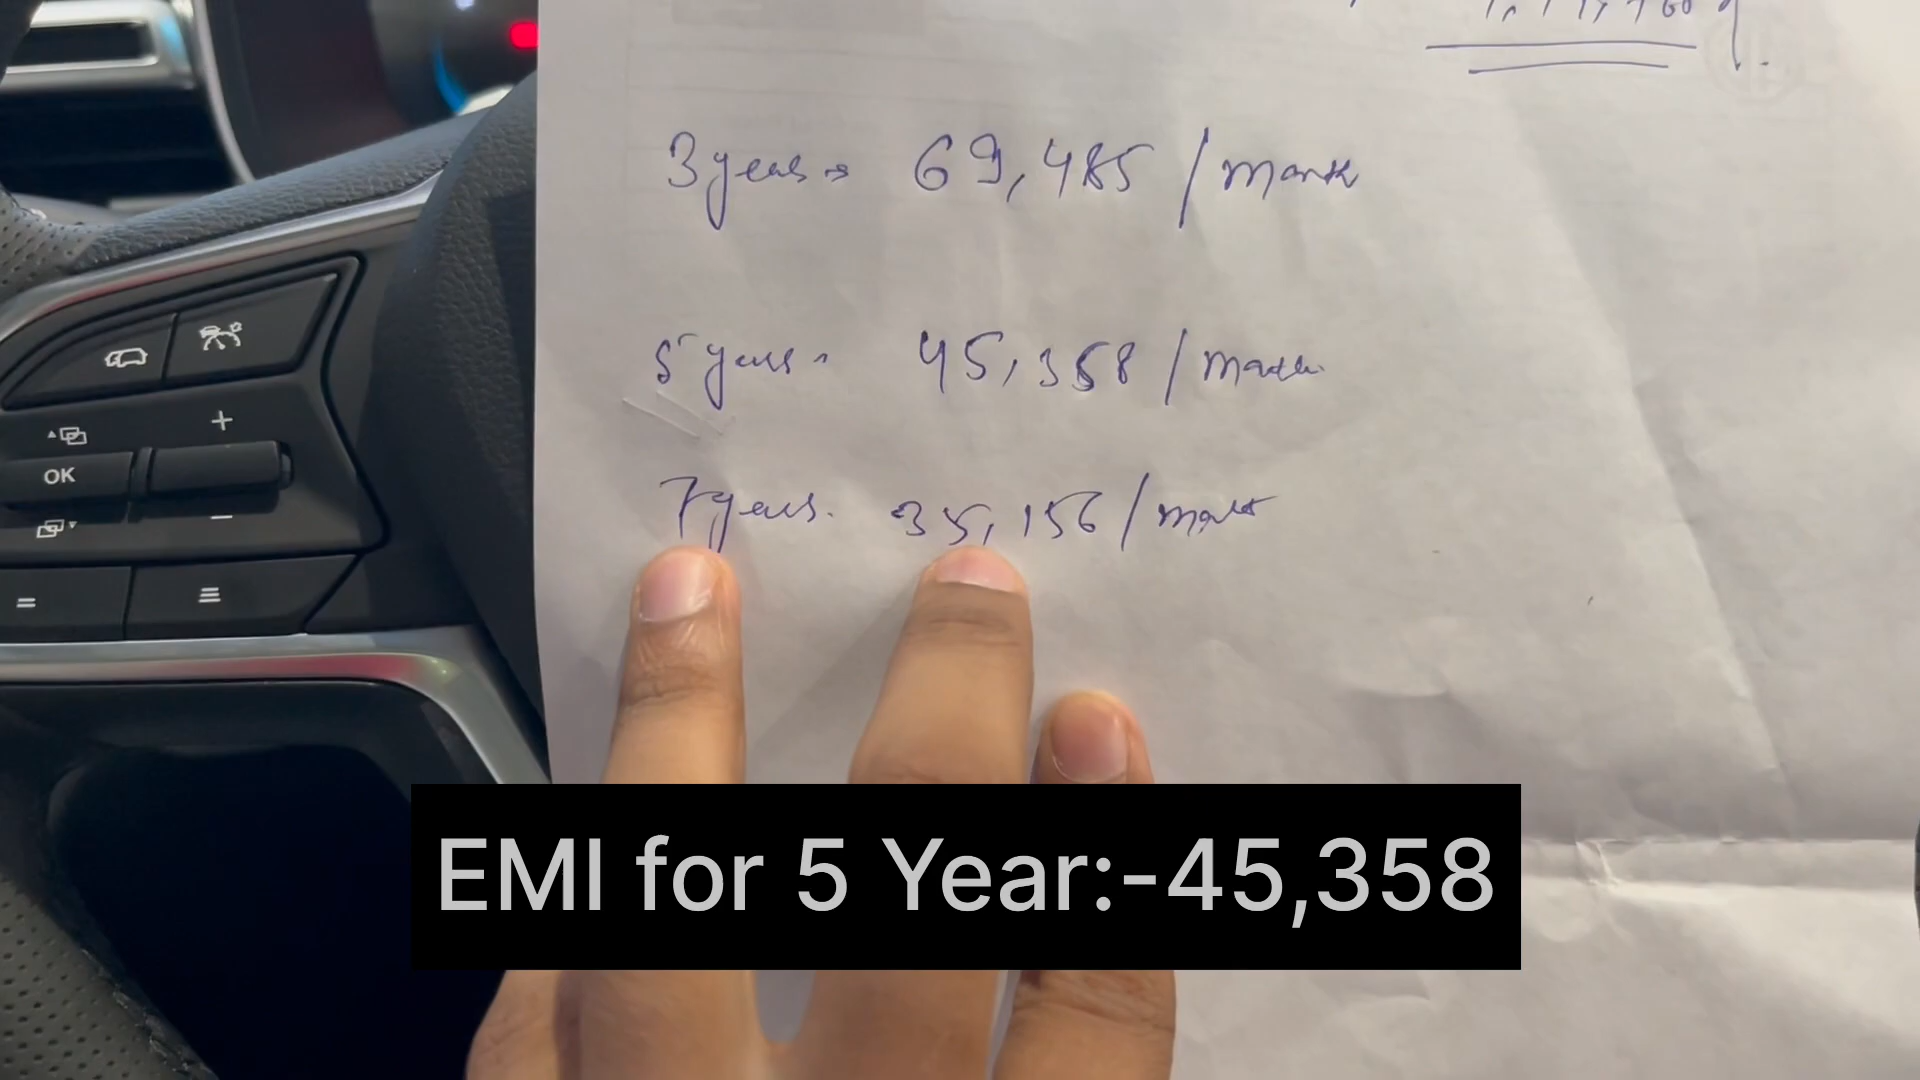 3 years 69,485 / month
5 years 45,358 / month
7 years. 35,156 / month
+
OK
EMI for 5 Year:-45,358